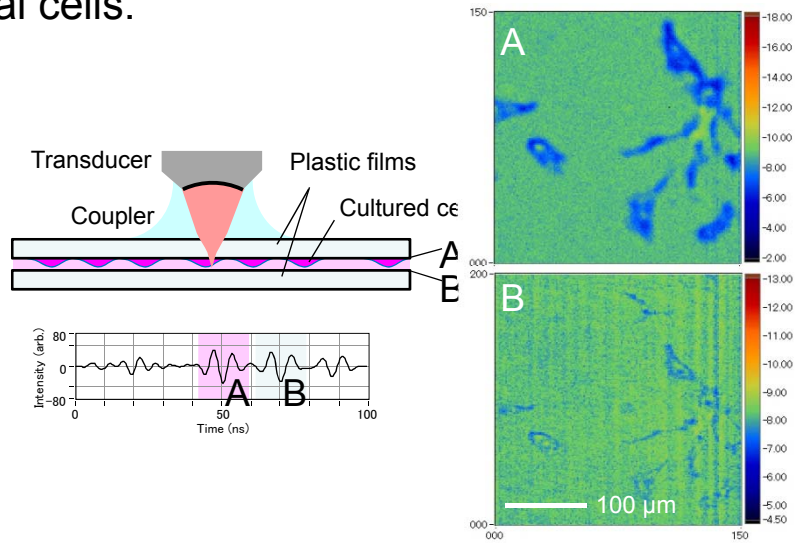 al cells.
Transducer
Plastic films
Coupler
Cultured ce
A
B
80
0
-80
Intensity (arb.)
A
B
0
50
100
Time (ns)
150
A
000
-18.00
-16.00
-14.00
-12.00
-10.00
-8.00
-6.00
-4.00
-2.00
200
B
100 µm
000
000
150
-13.00
-12.00
-11.00
-10.00
-9.00
-8.00
-7.00
-6.00
-5.00
-4.50